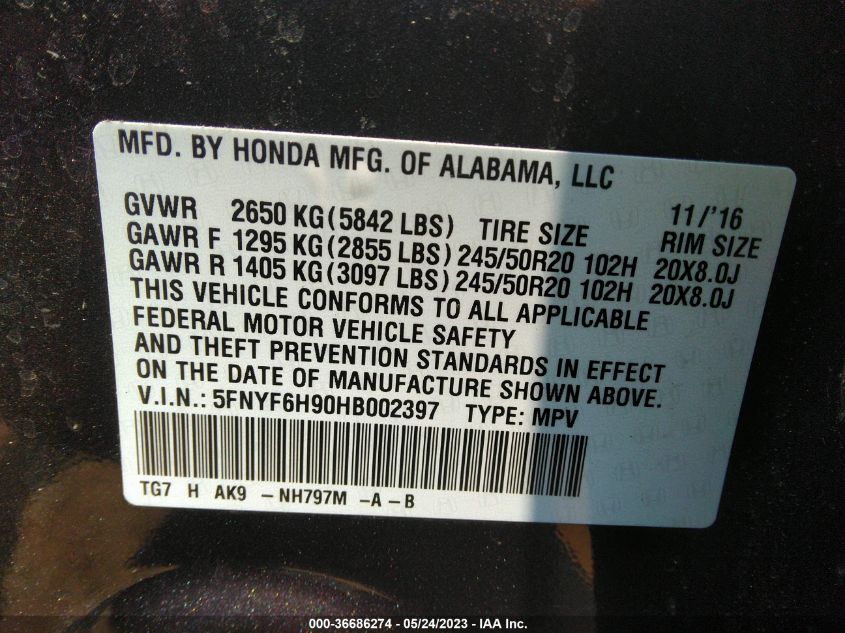 MFD. BY HONDA MFG. OF ALABAMA, LLC
11/'16
GVWR 2650 KG (5842 LBS) TIRE SIZE RIM SIZE
GAWR F 1295 KG (2855 LBS) 245/50R20 102H 20X8.0J
GAWR R 1405 KG (3097 LBS) 245/50R20 102H 20X8.0J
THIS VEHICLE CONFORMS TO ALL APPLICABLE
FEDERAL MOTOR VEHICLE SAFETY
AND THEFT PREVENTION STANDARDS IN EFFECT
ON THE DATE OF MANUFACTURE SHOWN ABOVE.
V.I.N.: 5FNYF6H90HB002397 TYPE: MPV
TG7 H AK9 -NH797M -A -B
000-36686274 - 05/24/2023 - IAA Inc.